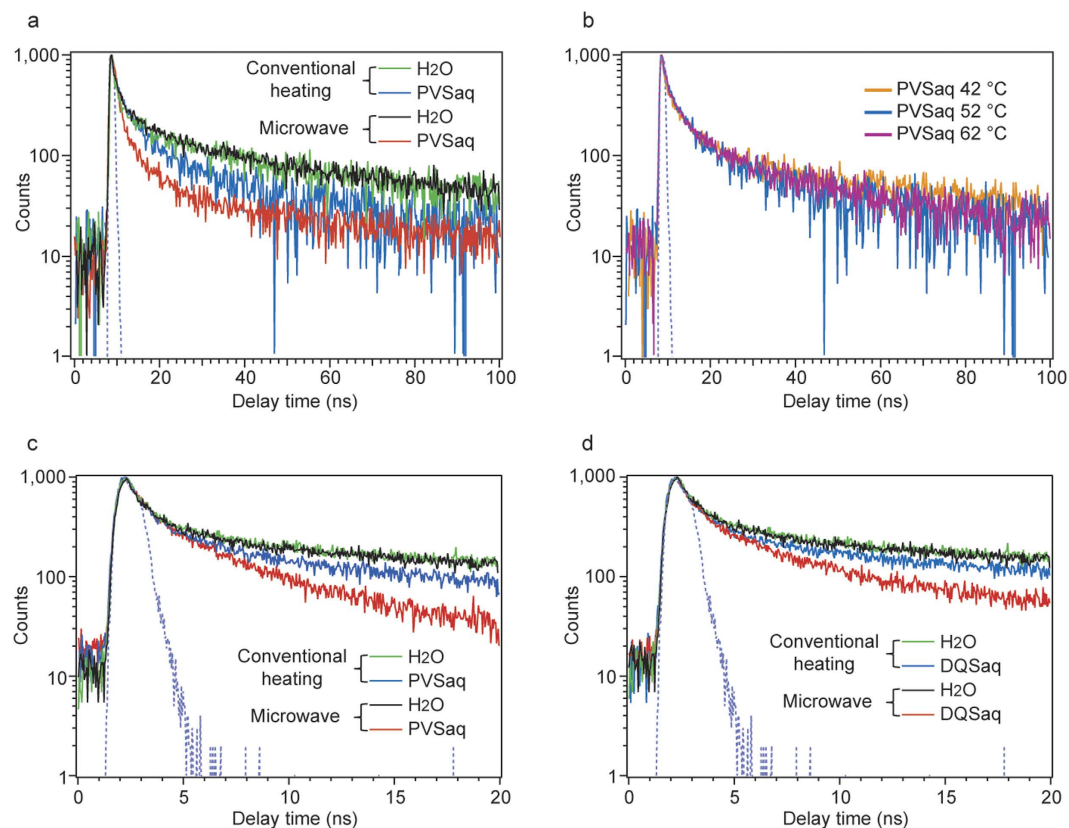 a
1,000
100
10
1
Counts
0 20 40 60 80 100
Delay time (ns)
Conventional heating
H2O
PVSaq
Microwave
H2O
PVSaq
b
1,000
100
10
1
Counts
0 20 40 60 80 100
Delay time (ns)
PVSaq 42 °C
PVSaq 52 °C
PVSaq 62 °C
c
1,000
100
10
1
Counts
0 5 10 15 20
Delay time (ns)
Conventional heating
H2O
PVSaq
Microwave
H2O
PVSaq
d
1,000
100
10
1
Counts
0 5 10 15 20
Delay time (ns)
Conventional heating
H2O
DQSaq
Microwave
H2O
DQSaq